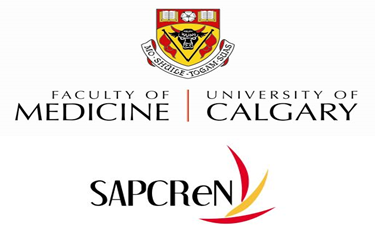 MO·SHÙILE·TOGAM·SUAS
FACULTY OF | UNIVERSITY OF
MEDICINE | CALGARY
SAPCReN